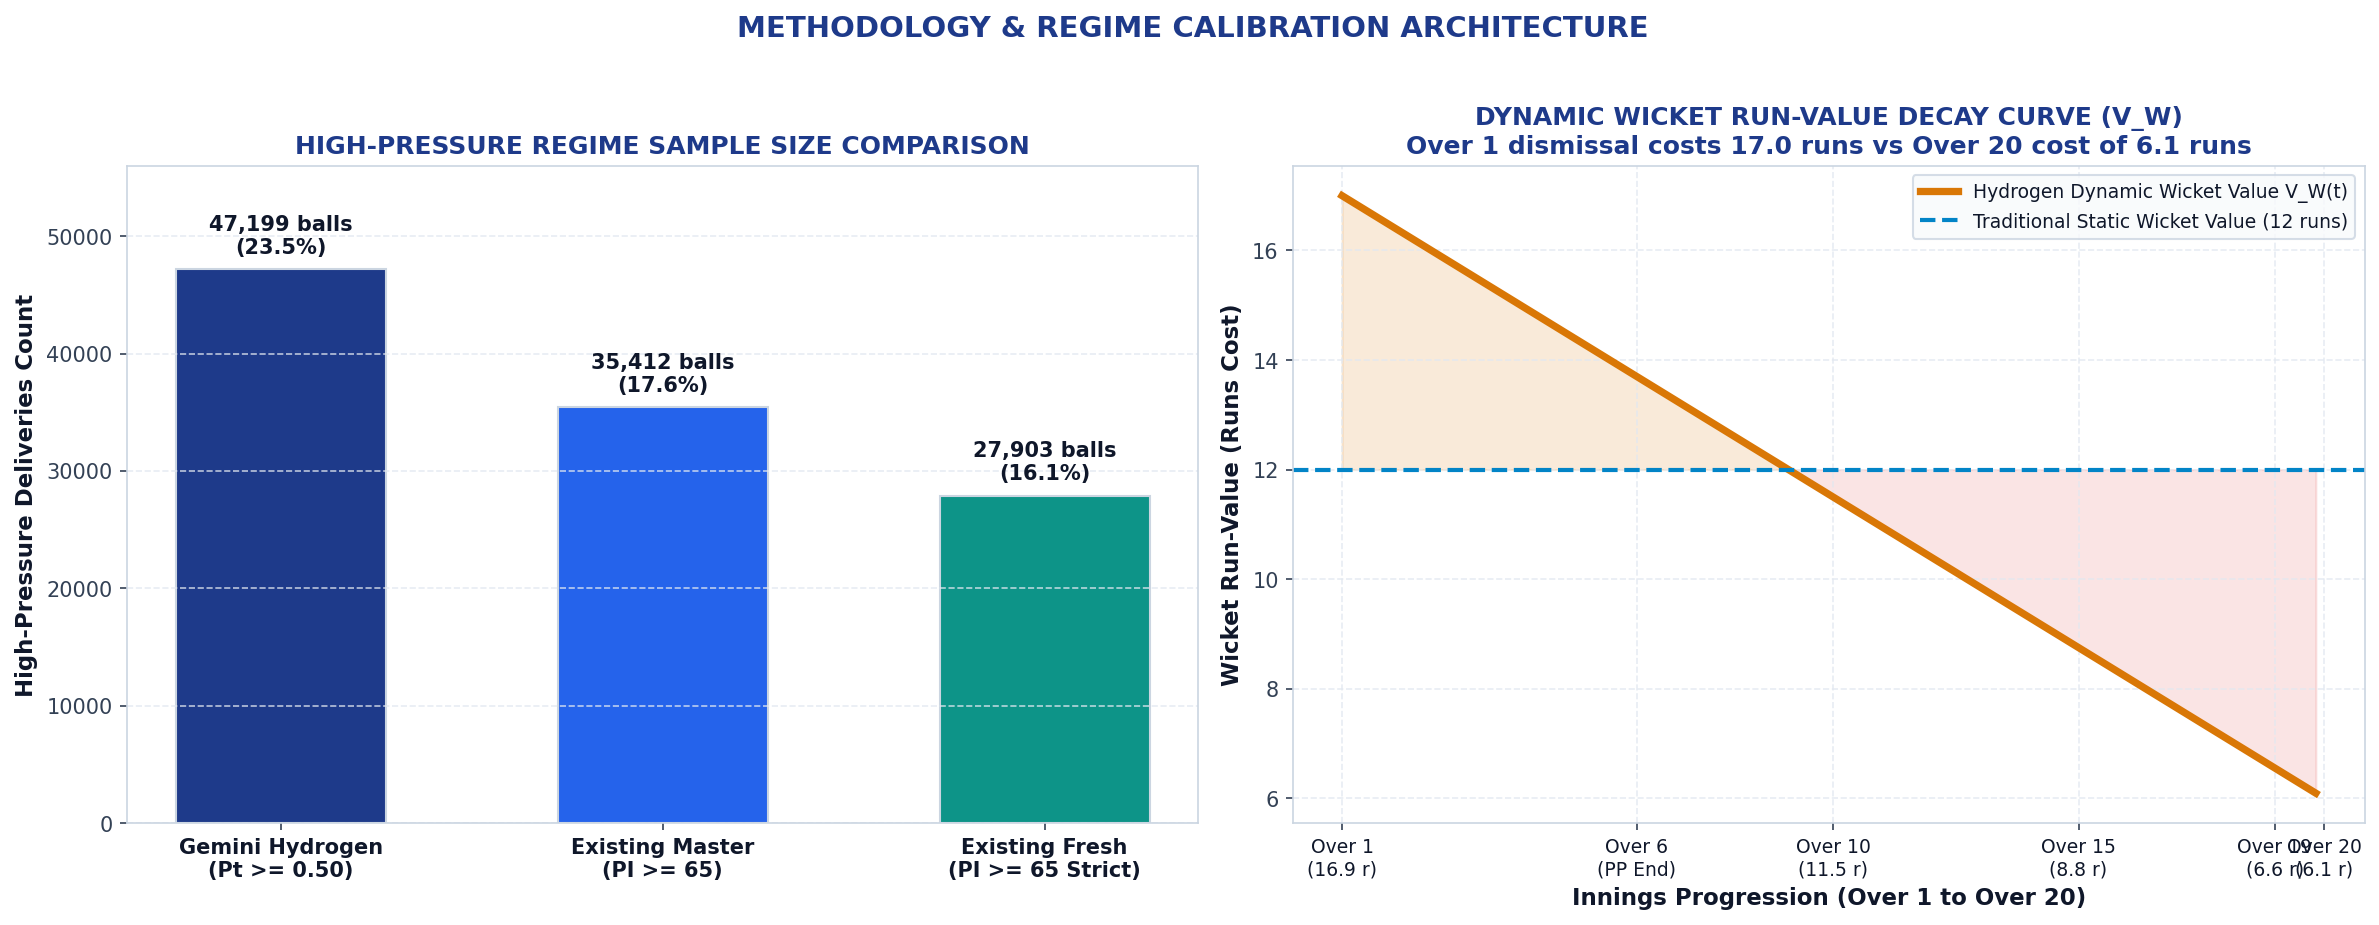 METHODOLOGY & REGIME CALIBRATION ARCHITECTURE
HIGH-PRESSURE REGIME SAMPLE SIZE COMPARISON
High-Pressure Deliveries Count
50000
40000
30000
20000
10000
0
47,199 balls
(23.5%)
35,412 balls
(17.6%)
27,903 balls
(16.1%)
Gemini Hydrogen
(Pt >= 0.50)
Existing Master
(PI >= 65)
Existing Fresh
(PI >= 65 Strict)
DYNAMIC WICKET RUN-VALUE DECAY CURVE (V_W)
Over 1 dismissal costs 17.0 runs vs Over 20 cost of 6.1 runs
Hydrogen Dynamic Wicket Value V_W(t)
Traditional Static Wicket Value (12 runs)
Wicket Run-Value (Runs Cost)
16
14
12
10
8
6
Over 1
(16.9 r)
Over 6
(PP End)
Over 10
(11.5 r)
Over 15
(8.8 r)
Over 19
(6.6 r)
Over 20
(6.1 r)
Innings Progression (Over 1 to Over 20)